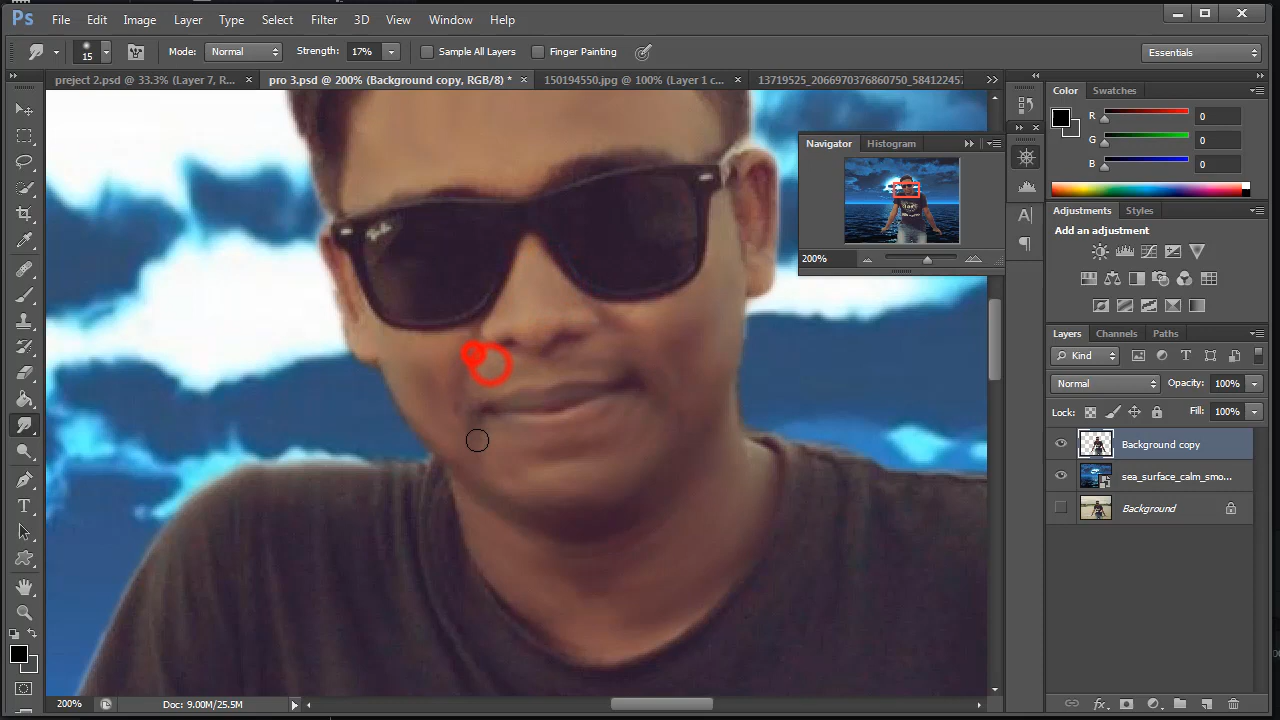 Ps File Edit Image Layer Type Select Filter 3D View Window Help
15 Mode: Normal Strength: 17% Sample All Layers Finger Painting Essentials
preject 2.psd @ 33.3% (Layer 7, R... × pro 3.psd @ 200% (Background copy, RGB/8) * × 150194550.jpg @ 100% (Layer 1 c... × 13719525_2066970376860750_584122457
Color Swatches
R 0
G 0
B 0
Navigator Histogram
200%
Adjustments Styles
Add an adjustment
Layers Channels Paths
Kind
Normal Opacity: 100%
Lock: Fill: 100%
Background copy
sea_surface_calm_smo...
Background
200% Doc: 9.00M/25.5M